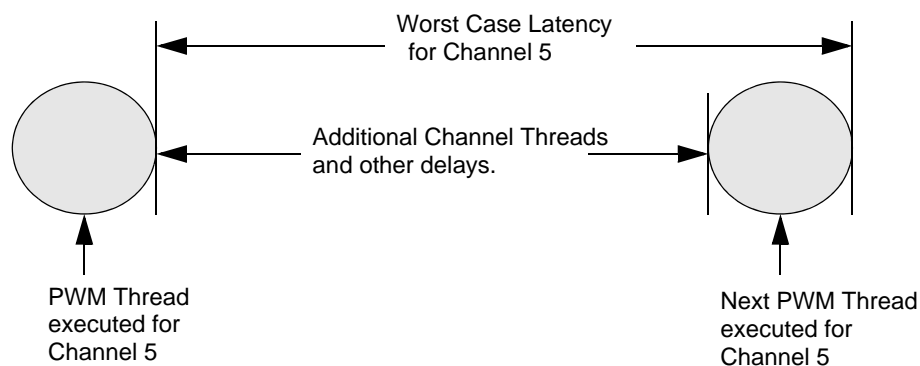 Worst Case Latency
for Channel 5
Additional Channel Threads
and other delays.
PWM Thread
executed for
Channel 5
Next PWM Thread
executed for
Channel 5